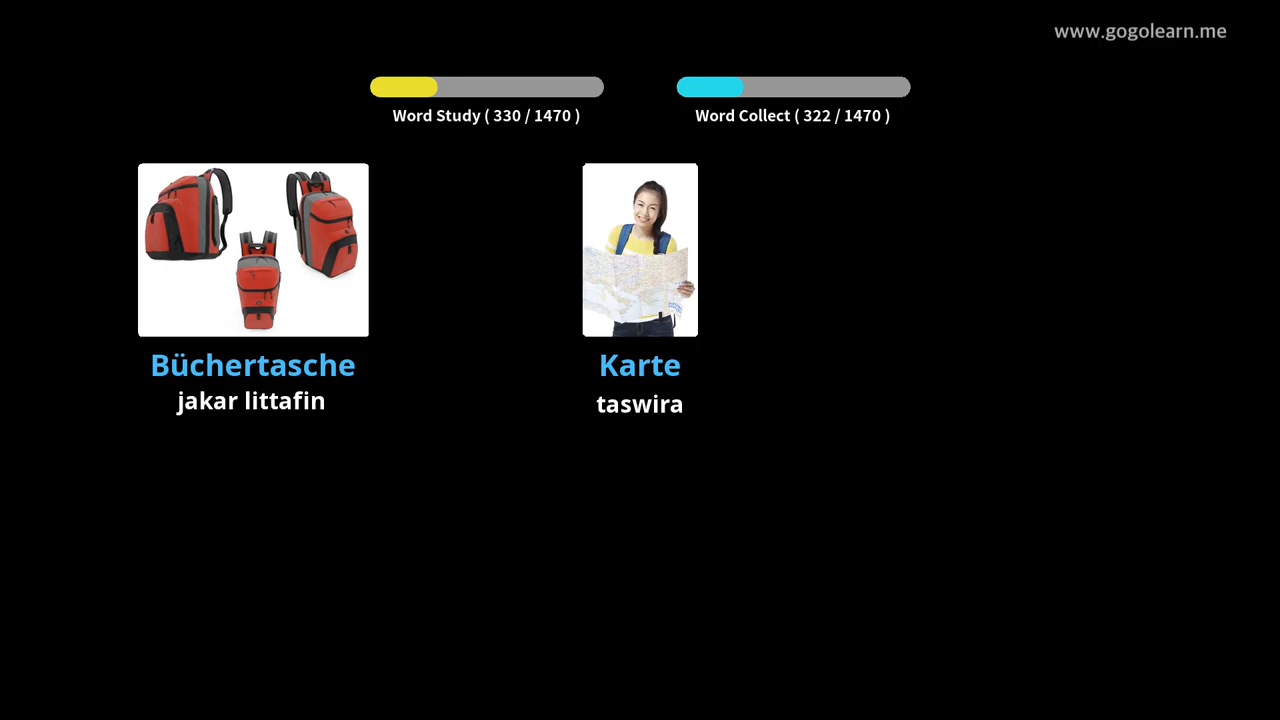 www.gogolearn.me
Word Study ( 330 / 1470 )
Word Collect ( 322 / 1470 )
Büchertasche
jakar littafin
Karte
taswira